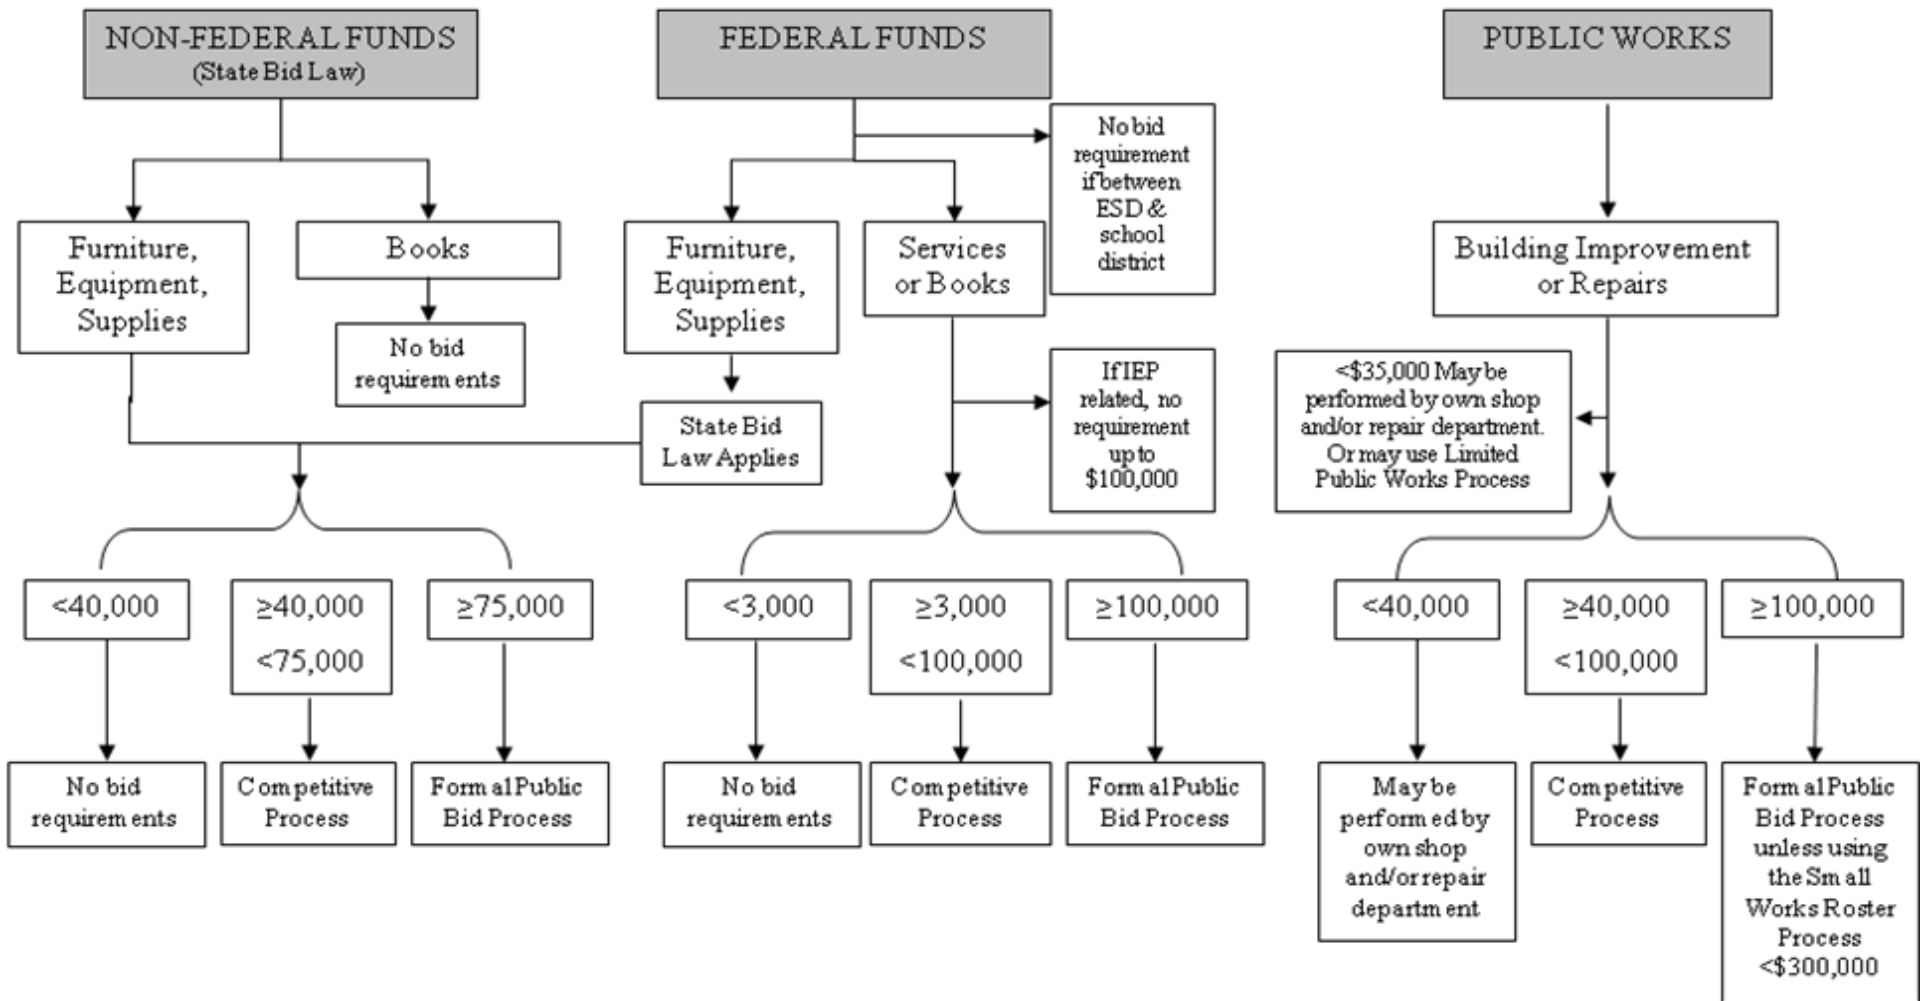 NON-FEDERAL FUNDS
(State Bid Law)
FEDERAL FUNDS
PUBLIC WORKS
No bid
requirement
if between
ESD &
school
district
Furniture,
Equipment,
Supplies
Books
No bid
requirements
Furniture,
Equipment,
Supplies
Services
or Books
Building Improvement
or Repairs
State Bid
Law Applies
If IEP
related, no
requirement
up to
$100,000
<$35,000 May be
performed by own shop
and/or repair department.
Or may use Limited
Public Works Process
<40,000
≥40,000
<75,000
≥75,000
<3,000
≥3,000
<100,000
≥100,000
<40,000
≥40,000
<100,000
≥100,000
No bid
requirements
Competitive
Process
Formal Public
Bid Process
No bid
requirements
Competitive
Process
Formal Public
Bid Process
May be
performed by
own shop
and/or repair
department
Competitive
Process
Formal Public
Bid Process
unless using
the Small
Works Roster
Process
<$300,000